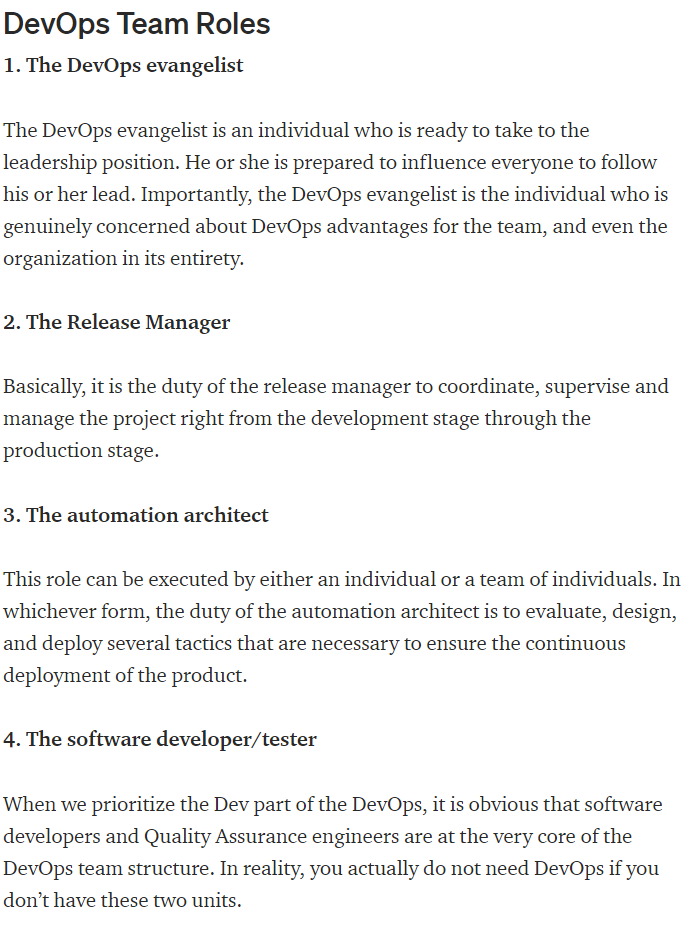 DevOps Team Roles
1. The DevOps evangelist
The DevOps evangelist is an individual who is ready to take to the
leadership position. He or she is prepared to influence everyone to follow
his or her lead. Importantly, the DevOps evangelist is the individual who is
genuinely concerned about DevOps advantages for the team, and even the
organization in its entirety.
2. The Release Manager
Basically, it is the duty of the release manager to coordinate, supervise and
manage the project right from the development stage through the
production stage.
3. The automation architect
This role can be executed by either an individual or a team of individuals. In
whichever form, the duty of the automation architect is to evaluate, design,
and deploy several tactics that are necessary to ensure the continuous
deployment of the product.
4. The software developer/tester
When we prioritize the Dev part of the DevOps, it is obvious that software
developers and Quality Assurance engineers are at the very core of the
DevOps team structure. In reality, you actually do not need DevOps if you
don’t have these two units.